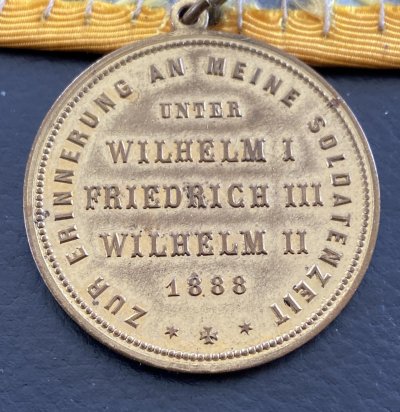 ZUR ERINNERUNG AN MEINE SOLDATENZEIT
UNTER
WILHELM I
FRIEDRICH III
WILHELM II
1888